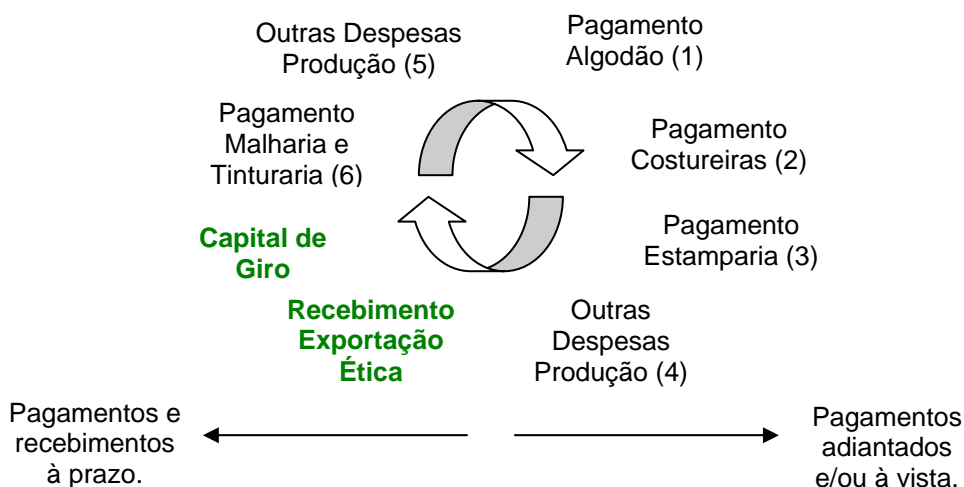 Outras Despesas
Produção (5)
Pagamento
Algodão (1)
Pagamento
Malharia e
Tinturaria (6)
Pagamento
Costureiras (2)
Capital de
Giro
Pagamento
Estamparia (3)
Recebimento
Exportação
Ética
Outras
Despesas
Produção (4)
Pagamentos e
recebimentos
à prazo.
Pagamentos
adiantados
e/ou à vista.